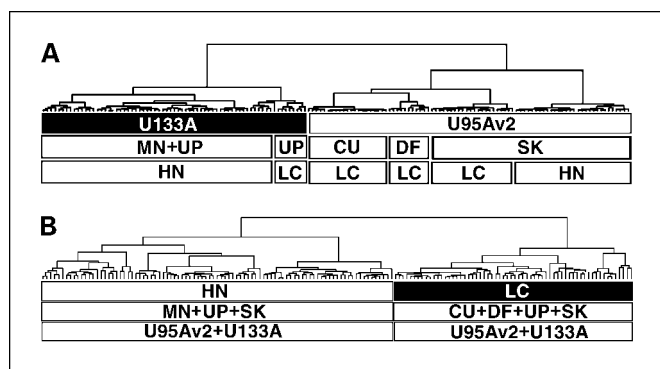 A
U133A U95Av2
MN+UP UP CU DF SK
HN LC LC LC LC HN
B
HN LC
MN+UP+SK CU+DF+UP+SK
U95Av2+U133A U95Av2+U133A